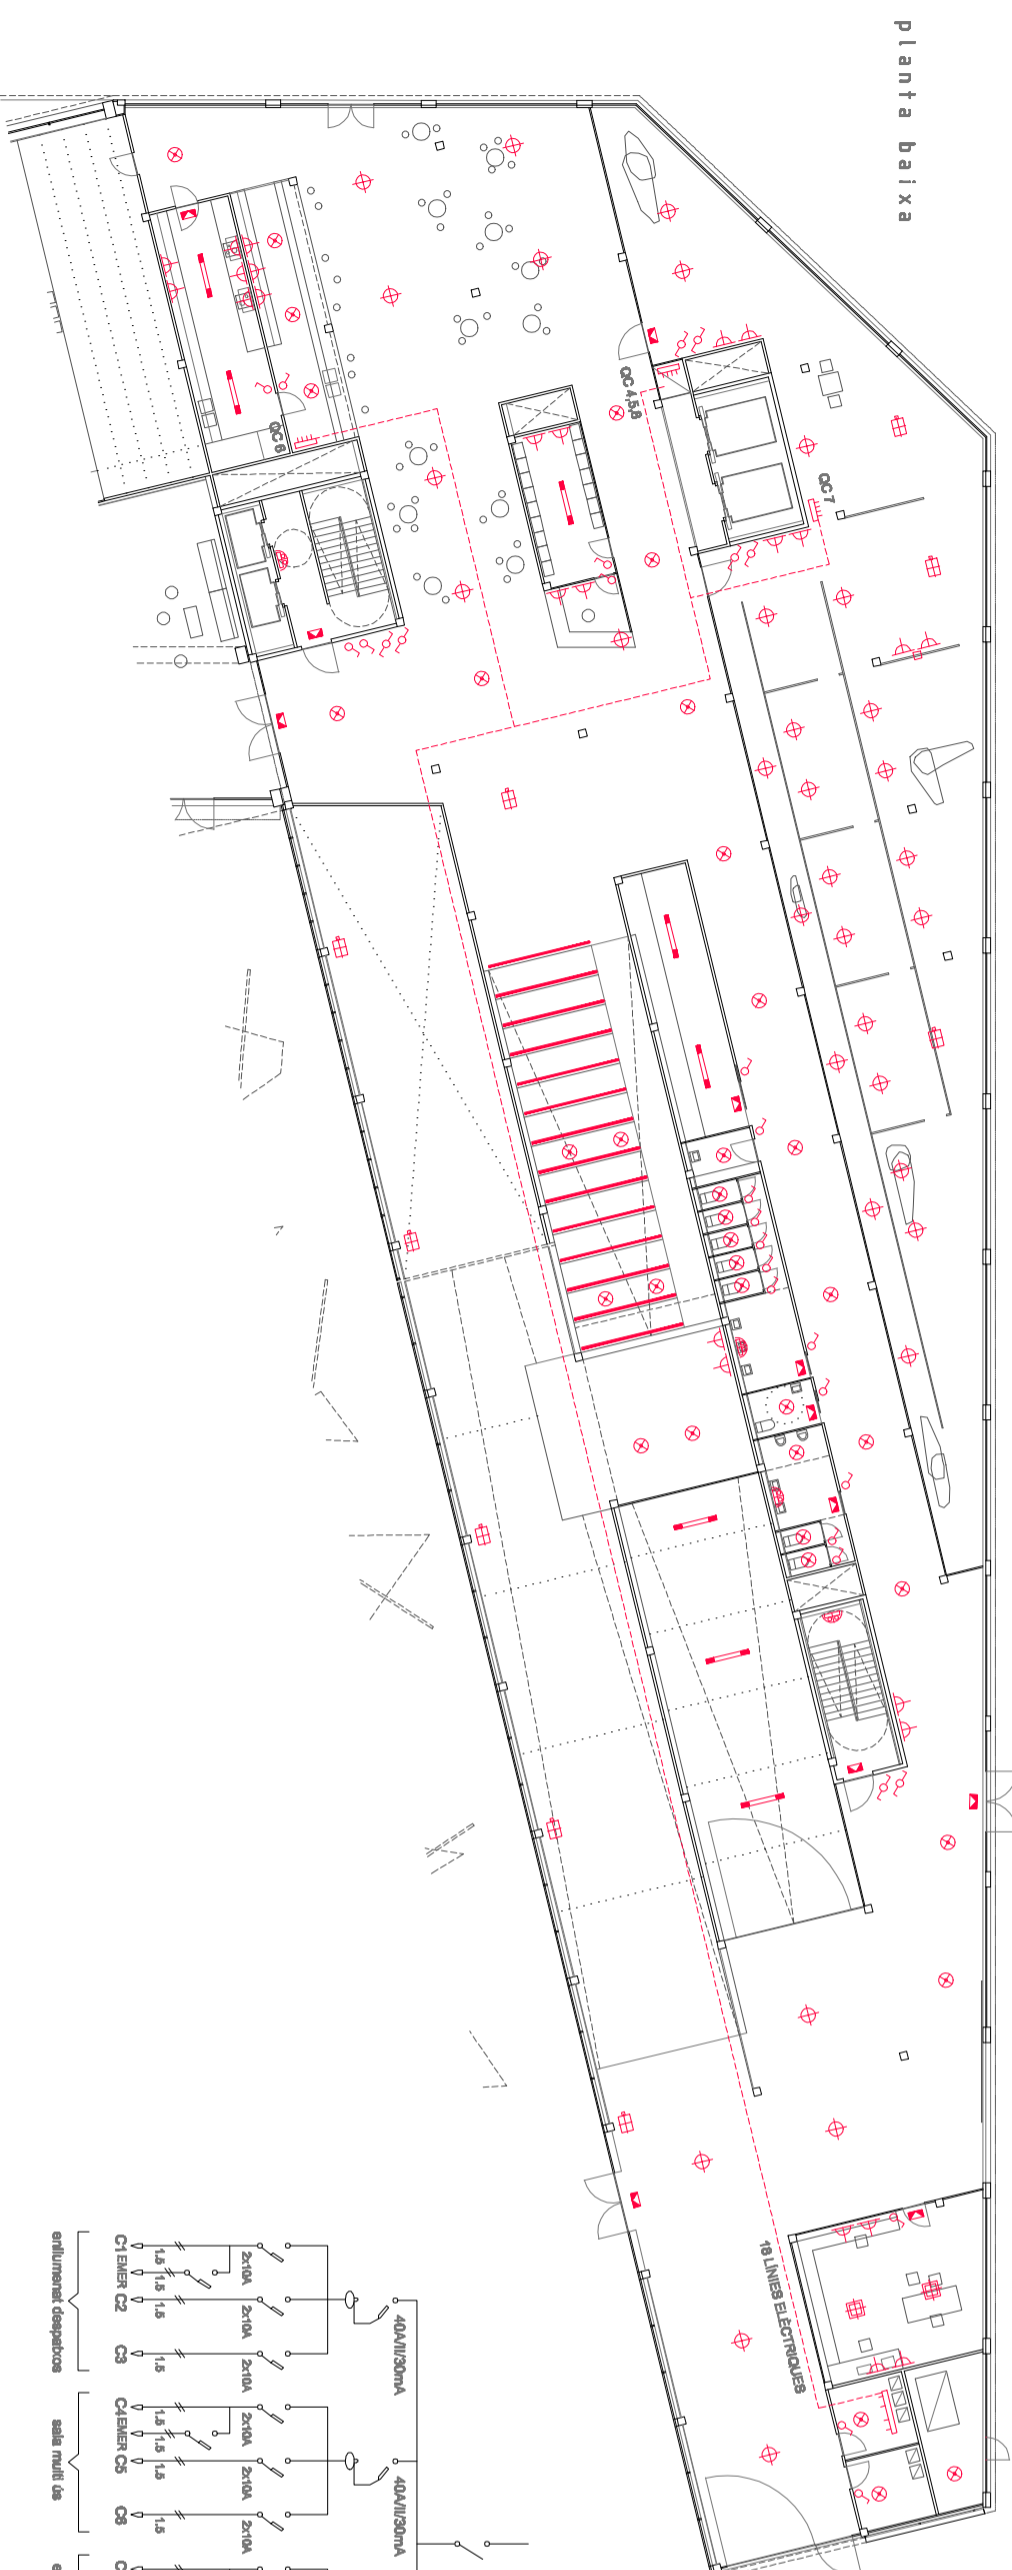 planta baixa
QC 4,5,8
QC 7
QC 6
18 LÍNIES ELÈCTRIQUES
40A/II/30mA
40A/II/30mA
2x10A
2x10A
2x10A
2x10A
2x10A
2x10A
1.5
1.5
1.5
1.5
1.5
1.5
1.5
1.5
C1 EMER C2
C3
C4 EMER C5
C6
C
enllumenat despatxos
sala multi ús
e